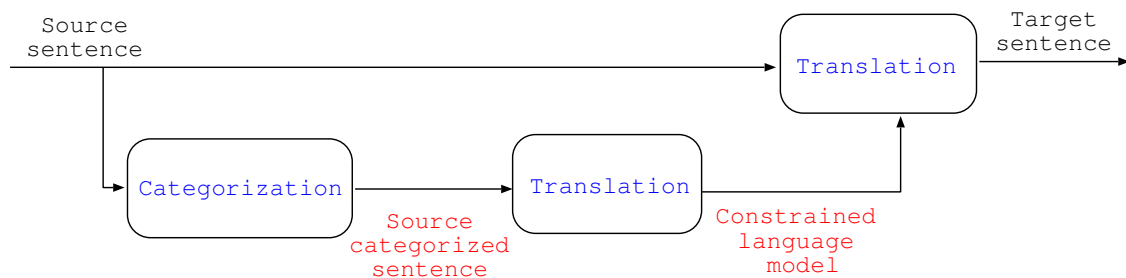 Source
sentence
Target
sentence
Translation
Categorization
Translation
Source
categorized
sentence
Constrained
language
model